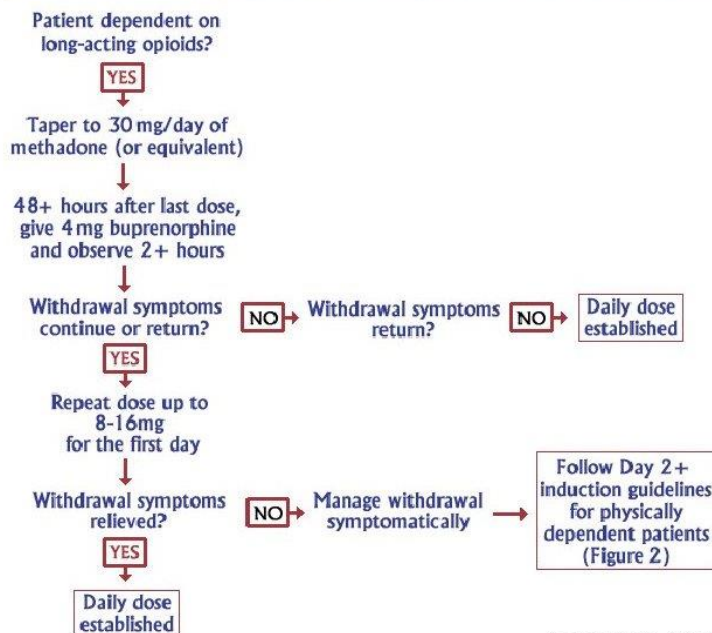 Patient dependent on
long-acting opioids?
YES
Taper to 30 mg/day of
methadone (or equivalent)
48+ hours after last dose,
give 4 mg buprenorphine
and observe 2+ hours
Withdrawal symptoms
continue or return?
NO
Withdrawal symptoms
return?
NO
Daily dose
established
YES
Repeat dose up to
8-16mg
for the first day
Withdrawal symptoms
relieved?
NO
Manage withdrawal
symptomatically
Follow Day 2+
induction guidelines
for physically
dependent patients
(Figure 2)
YES
Daily dose
established